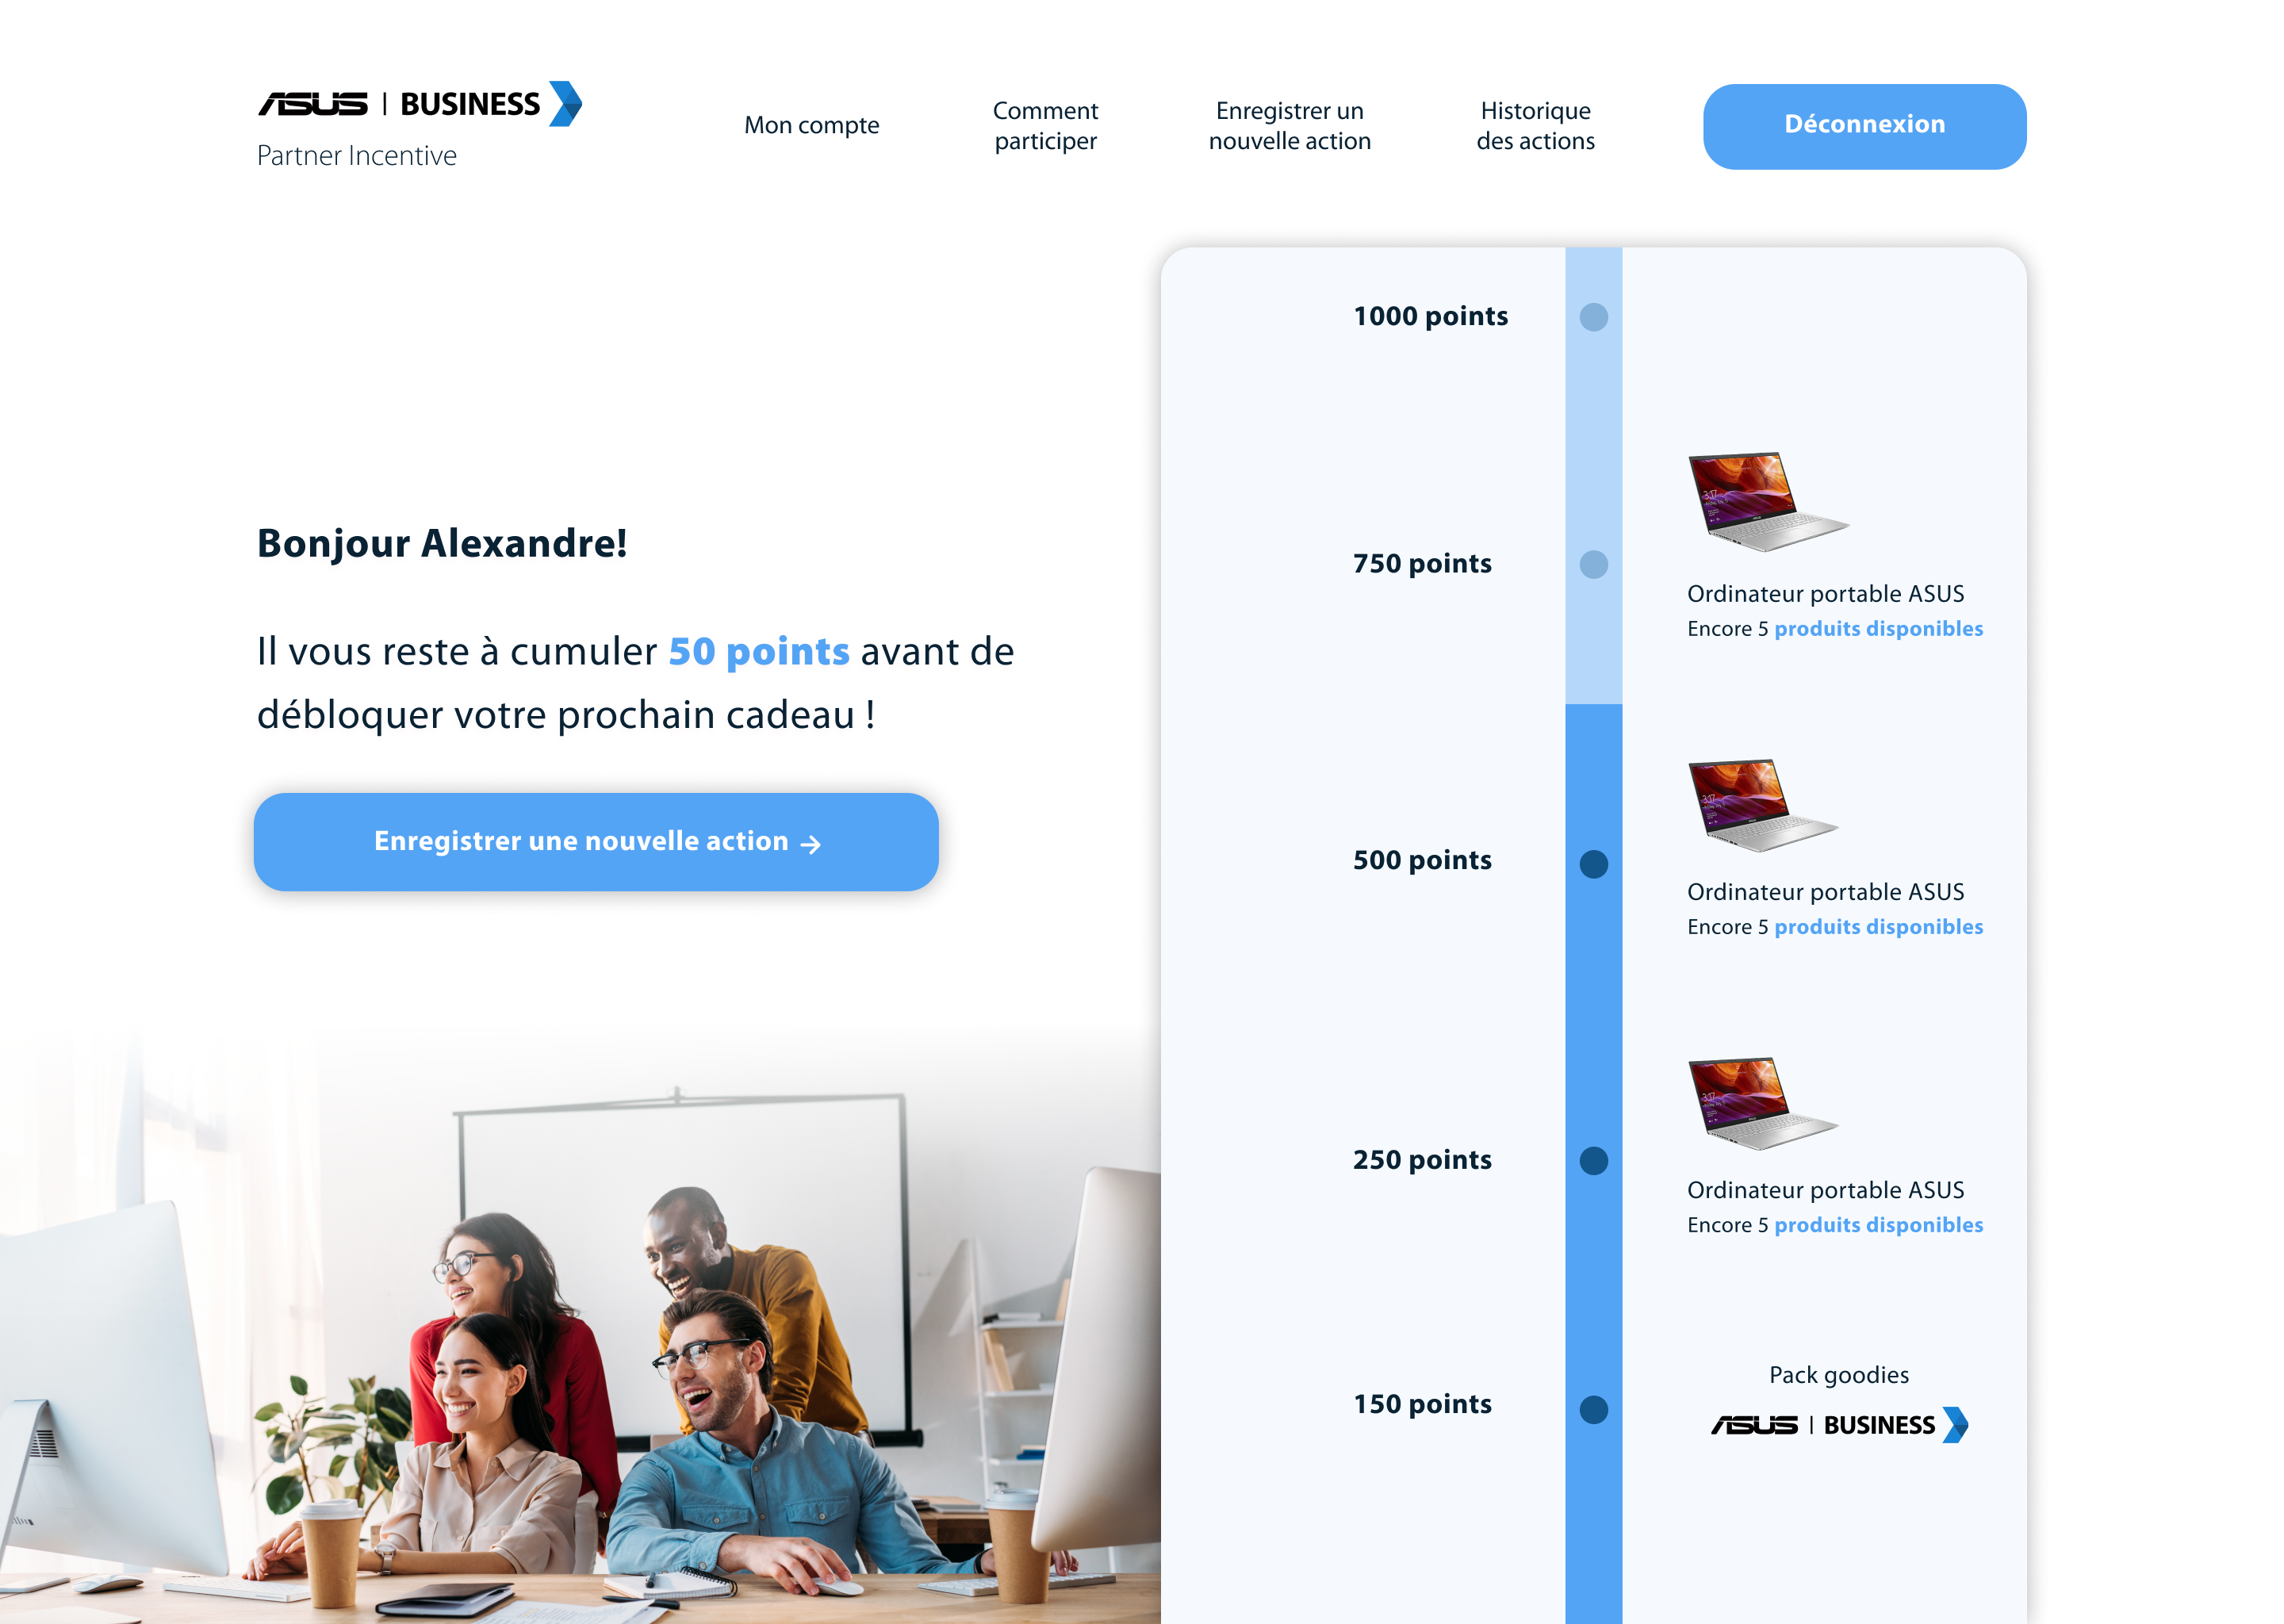 ASUS | BUSINESS
Partner Incentive
Mon compte
Comment
participer
Enregistrer un
nouvelle action
Historique
des actions
Déconnexion
Bonjour Alexandre!
Il vous reste à cumuler 50 points avant de
débloquer votre prochain cadeau !
Enregistrer une nouvelle action →
1000 points
750 points
Ordinateur portable ASUS
Encore 5 produits disponibles
500 points
Ordinateur portable ASUS
Encore 5 produits disponibles
250 points
Ordinateur portable ASUS
Encore 5 produits disponibles
150 points
Pack goodies
ASUS | BUSINESS